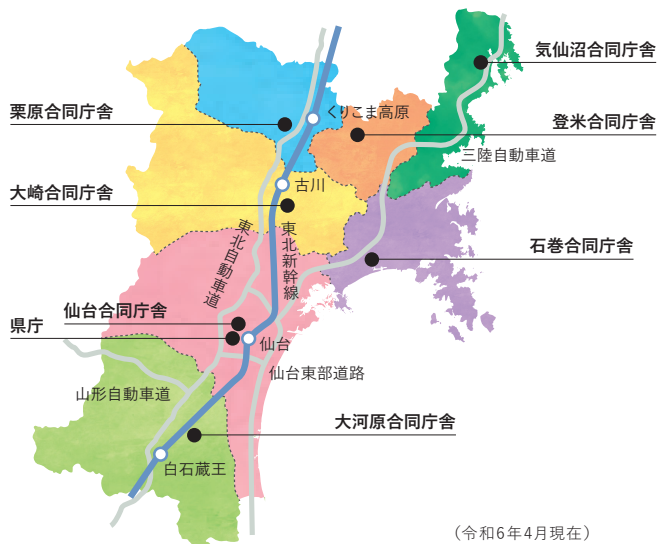 気仙沼合同庁舎
栗原合同庁舎
くりこま高原
登米合同庁舎
三陸自動車道
大崎合同庁舎
古川
東北自動車道
東北新幹線
石巻合同庁舎
仙台合同庁舎
県庁
仙台
仙台東部道路
山形自動車道
大河原合同庁舎
白石蔵王
（令和6年4月現在）